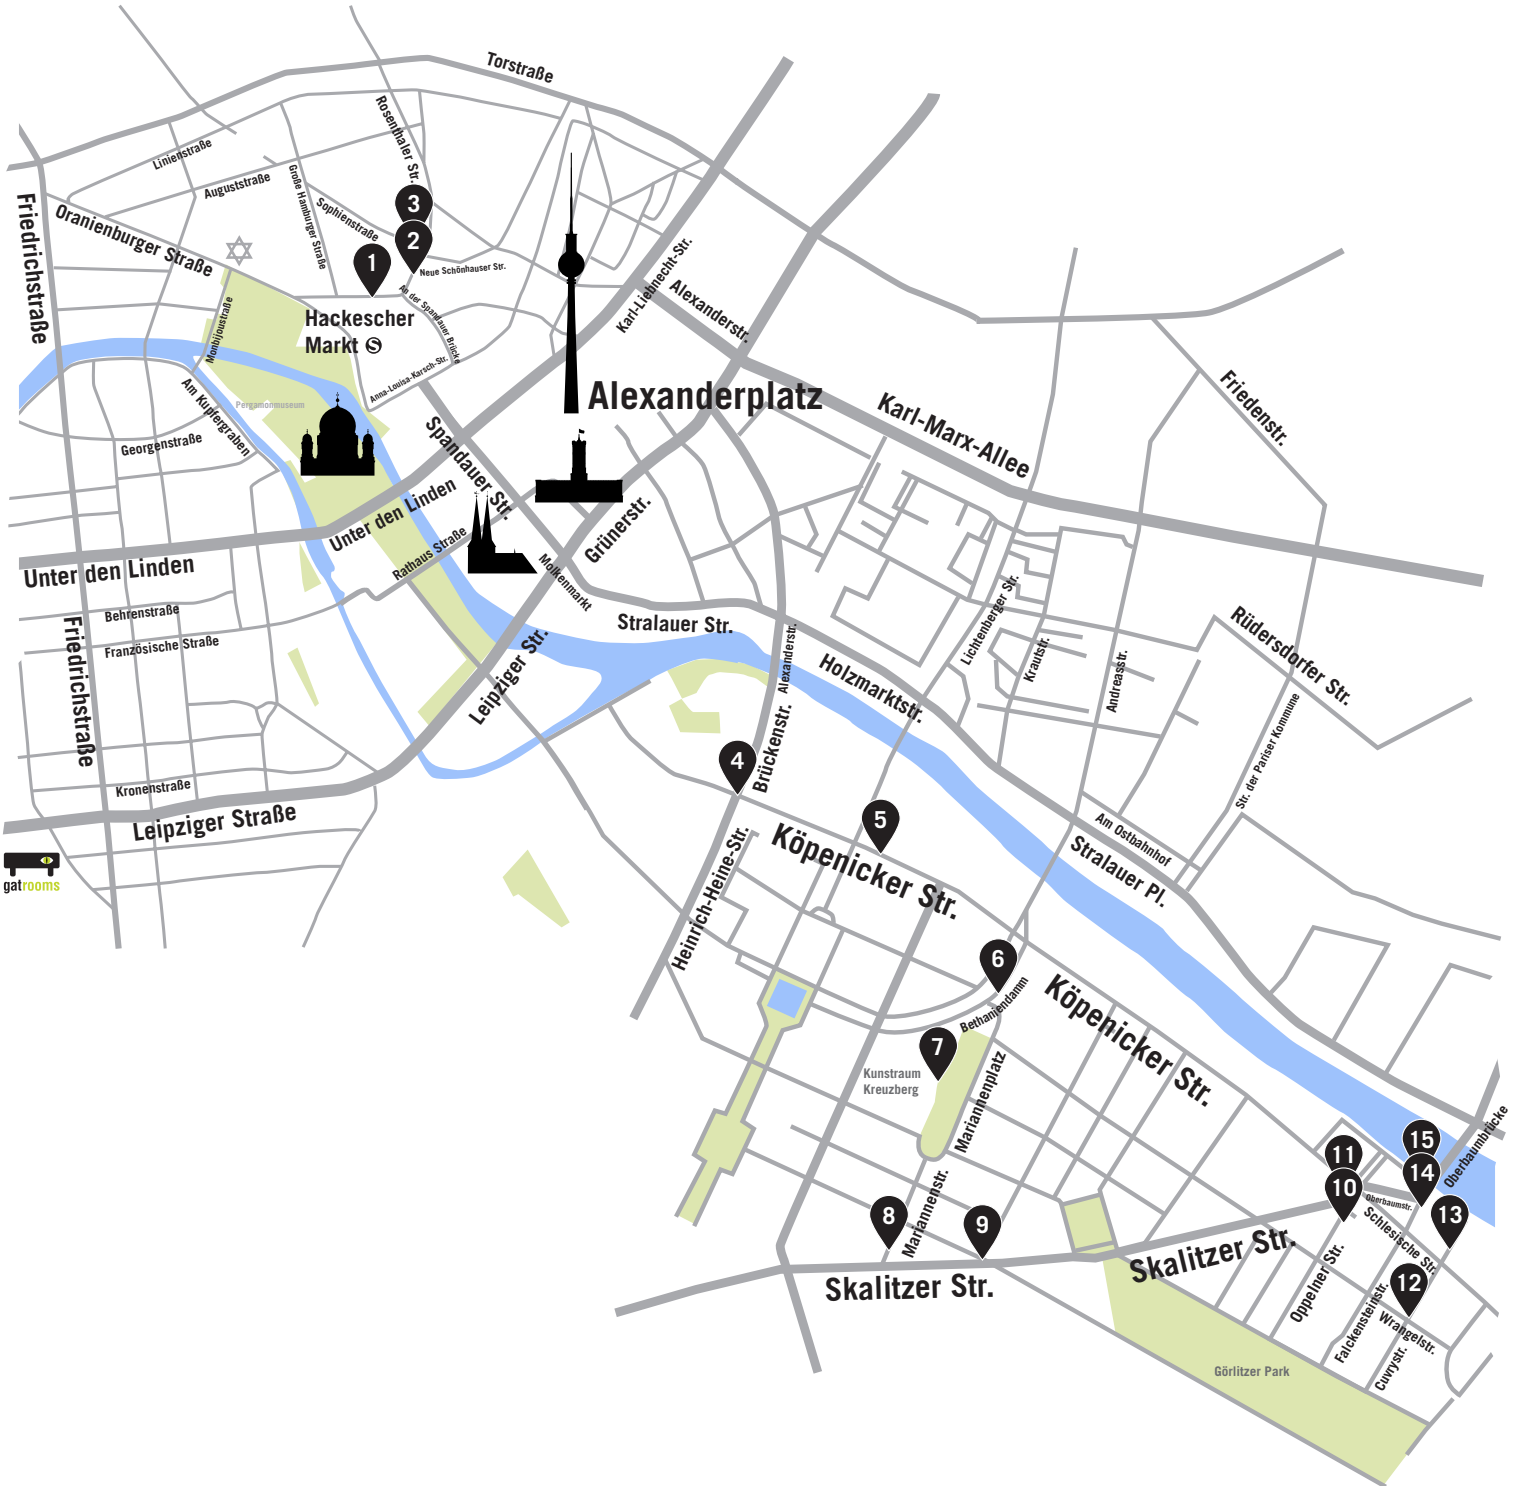 Torstraße
Rosenthaler Str.
Linienstraße
Auguststraße
Große Hamburger Straße
Sophienstraße
Friedrichstraße
Oranienburger Straße
3
2
1
Neue Schönhauser Str.
An der Spandauer Brücke
Hackescher
Markt S
Monbijoustraße
Anna-Louisa-Karsch-Str.
Karl-Liebnecht-Str.
Alexanderstr.
Alexanderplatz
Karl-Marx-Allee
Friedenstr.
Am Kupfergraben
Pergamonmuseum
Georgenstraße
Spandauer Str.
Unter den Linden
Unter den Linden
Rathaus Straße
Grünerstr.
Molkenmarkt
Behrenstraße
Französische Straße
Friedrichstraße
Stralauer Str.
Leipziger Str.
Alexanderstr.
Holzmarktstr.
Lichtenberger Str.
Krautstr.
Andreasstr.
Rüdersdorfer Str.
Str. der Pariser Kommune
Kronenstraße
Leipziger Straße
gatrooms
4
Brückenstr.
5
Köpenicker Str.
Heinrich-Heine-Str.
Am Ostbahnhof
Stralauer Pl.
6
Bethaniendamm
Köpenicker Str.
7
Kunstraum
Kreuzberg
Mariannenplatz
Mariannenstr.
8
9
Skalitzer Str.
Skalitzer Str.
11
10
15
14
13
12
Oberbaumbrücke
Oberbaumstr.
Schlesische Str.
Oppelner Str.
Falckensteinstr.
Wrangelstr.
Cuvrystr.
Görlitzer Park